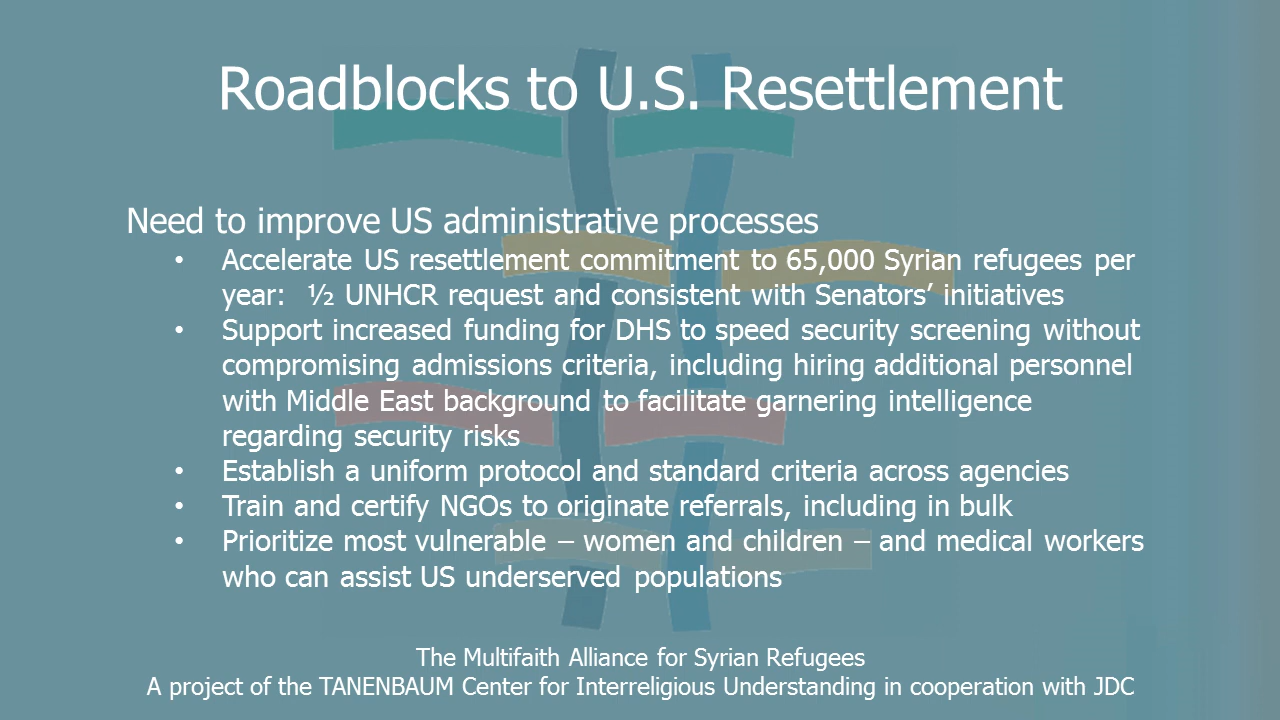 Roadblocks to U.S. Resettlement
Need to improve US administrative processes
• Accelerate US resettlement commitment to 65,000 Syrian refugees per
year: ½ UNHCR request and consistent with Senators’ initiatives
• Support increased funding for DHS to speed security screening without
compromising admissions criteria, including hiring additional personnel
with Middle East background to facilitate garnering intelligence
regarding security risks
• Establish a uniform protocol and standard criteria across agencies
• Train and certify NGOs to originate referrals, including in bulk
• Prioritize most vulnerable – women and children – and medical workers
who can assist US underserved populations
The Multifaith Alliance for Syrian Refugees
A project of the TANENBAUM Center for Interreligious Understanding in cooperation with JDC